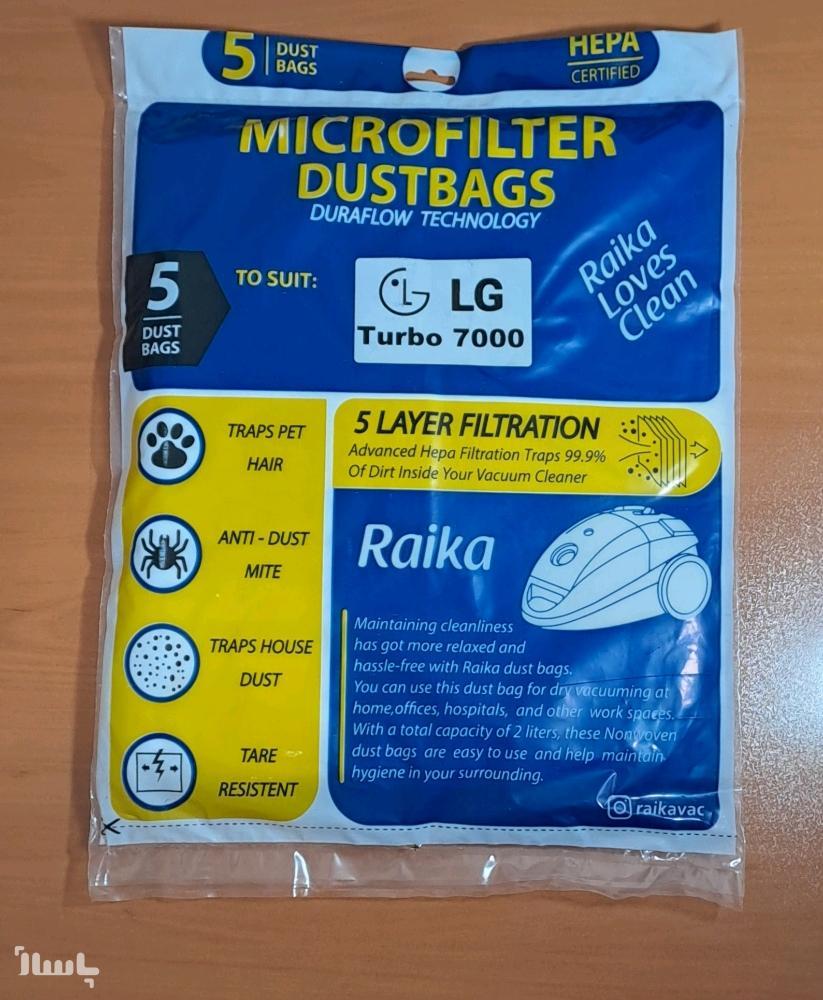 5 DUST
BAGS
HEPA
CERTIFIED
MICROFILTER
DUSTBAGS
DURAFLOW TECHNOLOGY
5
DUST
BAGS
TO SUIT:
LG
Turbo 7000
Raika
Loves
Clean
TRAPS PET
HAIR
ANTI - DUST
MITE
TRAPS HOUSE
DUST
TARE
RESISTENT
5 LAYER FILTRATION
Advanced Hepa Filtration Traps 99.9%
Of Dirt Inside Your Vacuum Cleaner
Raika
Maintaining cleanliness
has got more relaxed and
hassle-free with Raika dust bags.
You can use this dust bag for dry vacuuming at
home,offices, hospitals, and other work spaces.
With a total capacity of 2 liters, these Nonwoven
dust bags are easy to use and help maintain
hygiene in your surrounding.
raikavac
باسلام